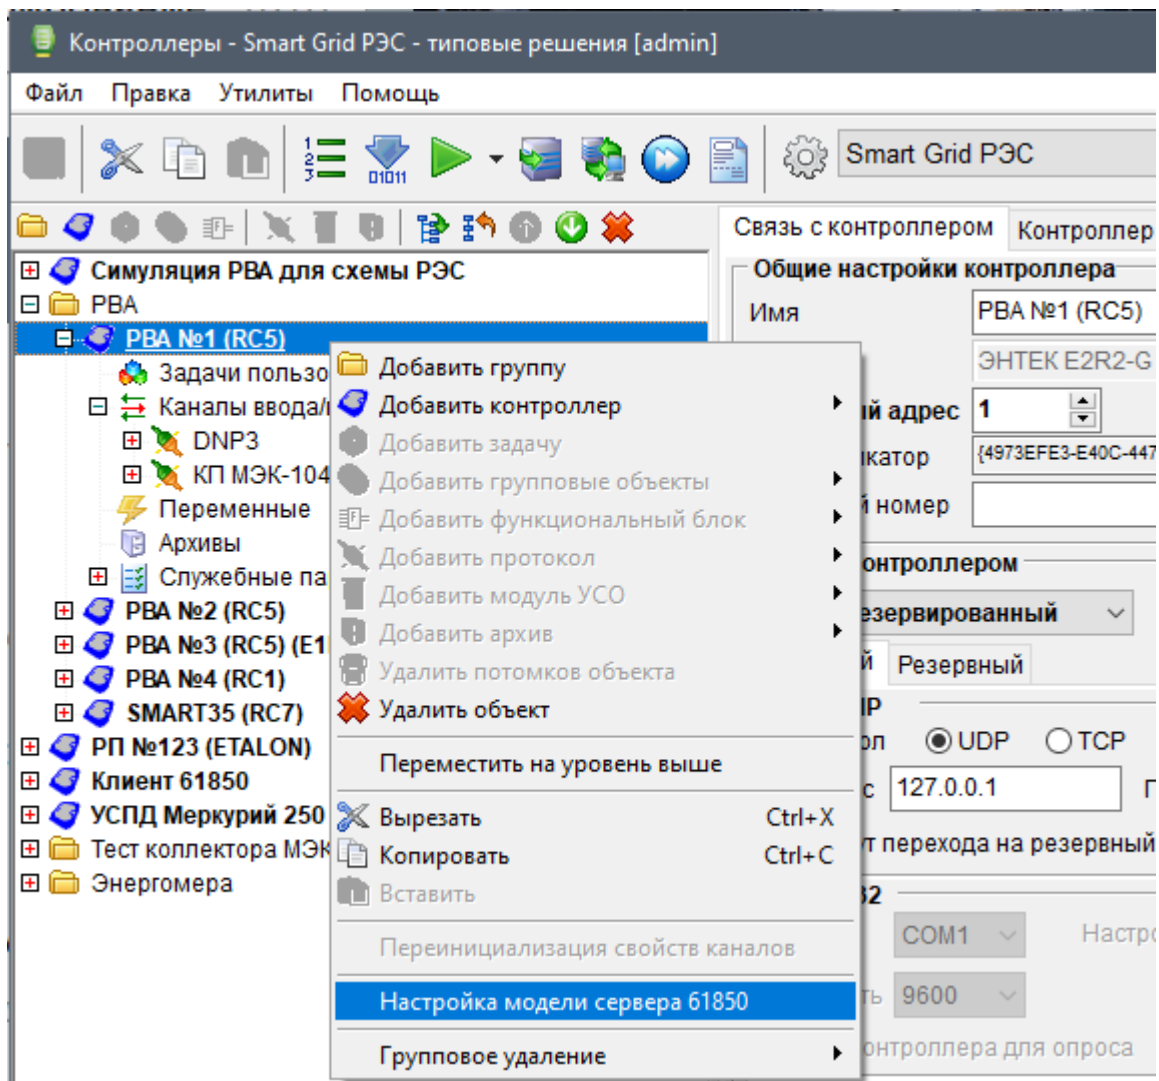 Контроллеры - Smart Grid РЭС - типовые решения [admin]
Файл Правка Утилиты Помощь
Smart Grid РЭС
Связь с контроллером Контроллер
Симуляция РВА для схемы РЭС
РВА
РВА №1 (RC5)
Задачи пользо
Каналы ввода/
DNP3
КП МЭК-104
Переменные
Архивы
Служебные па
РВА №2 (RC5)
РВА №3 (RC5) (E1
РВА №4 (RC1)
SMART35 (RC7)
РП №123 (ETALON)
Клиент 61850
УСПД Меркурий 250
Тест коллектора МЭК
Энергомера
Добавить группу
Добавить контроллер
Добавить задачу
Добавить групповые объекты
Добавить функциональный блок
Добавить протокол
Добавить модуль УСО
Добавить архив
Удалить потомков объекта
Удалить объект
Переместить на уровень выше
Вырезать Ctrl+X
Копировать Ctrl+C
Вставить
Переинициализация свойств каналов
Настройка модели сервера 61850
Групповое удаление
Общие настройки контроллера
Имя РВА №1 (RC5)
ЭНТЕК E2R2-G
ый адрес 1
икатор {4973EFE3-E40C-447
й номер
онтроллером
езервированный
й Резервный
IP
ол UDP TCP
с 127.0.0.1
ут перехода на резервный
32
COM1 Настро
ть 9600
онтроллера для опроса